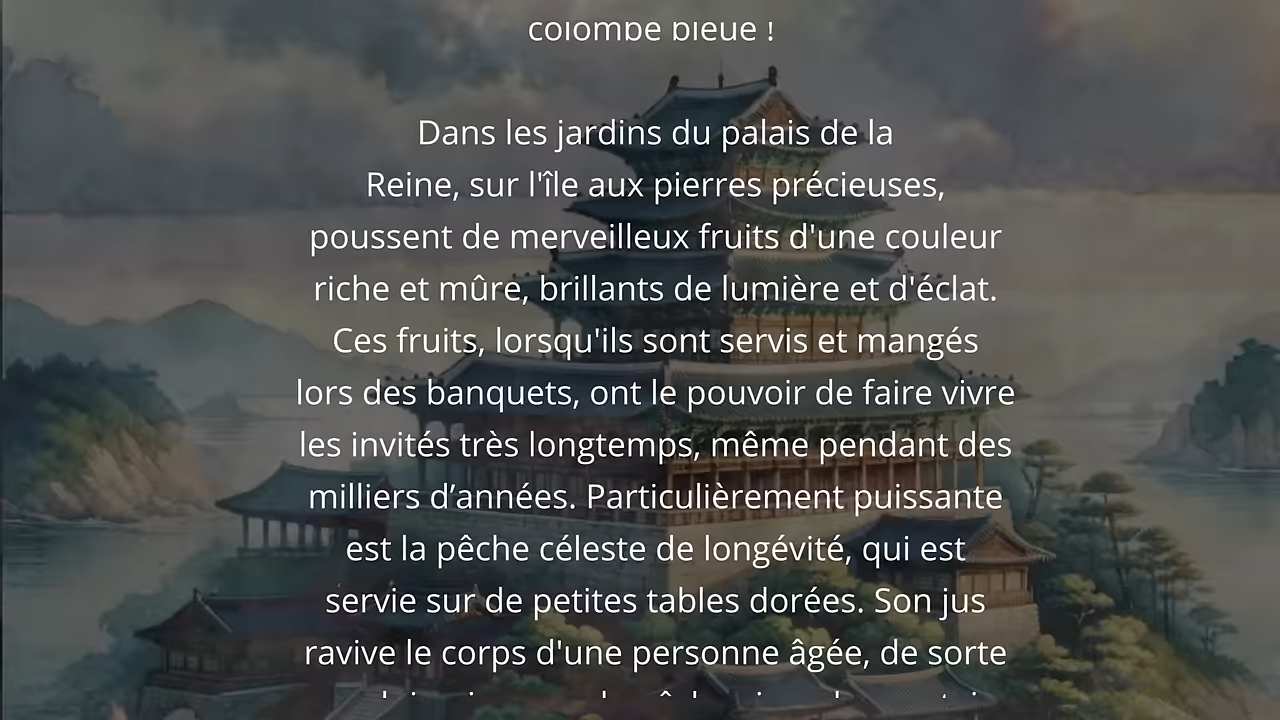 colombe bleue !
Dans les jardins du palais de la
Reine, sur l'île aux pierres précieuses,
poussent de merveilleux fruits d'une couleur
riche et mûre, brillants de lumière et d'éclat.
Ces fruits, lorsqu'ils sont servis et mangés
lors des banquets, ont le pouvoir de faire vivre
les invités très longtemps, même pendant des
milliers d’années. Particulièrement puissante
est la pêche céleste de longévité, qui est
servie sur de petites tables dorées. Son jus
ravive le corps d'une personne âgée, de sorte